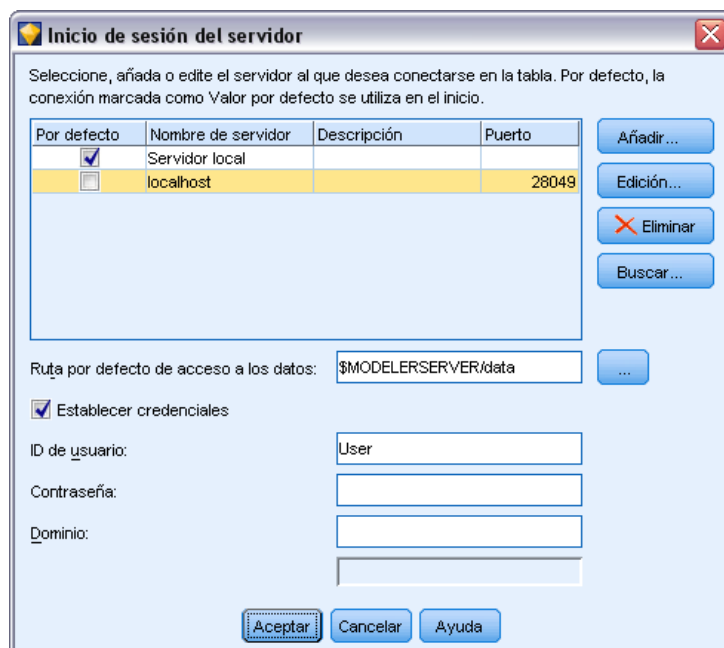 Inicio de sesión del servidor
Seleccione, añada o edite el servidor al que desea conectarse en la tabla. Por defecto, la
conexión marcada como Valor por defecto se utiliza en el inicio.
Por defecto Nombre de servidor Descripción Puerto
Servidor local
localhost 28049
Añadir...
Edición...
Eliminar
Buscar...
Ruta por defecto de acceso a los datos: $MODELERSERVER/data ...
Establecer credenciales
ID de usuario: User
Contraseña:
Dominio:
Aceptar Cancelar Ayuda